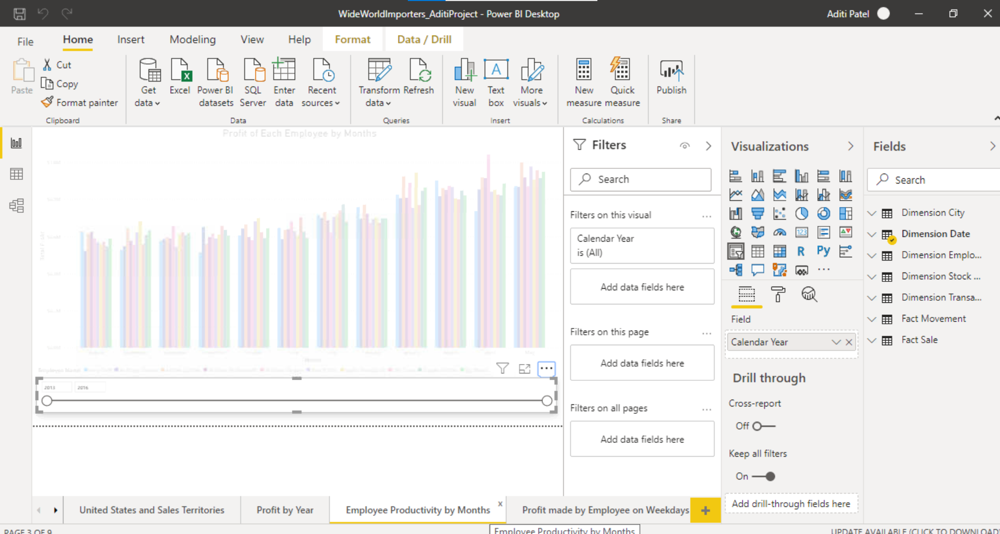 WideWorldImporters_AditiProject - Power BI Desktop
Aditi Patel
File
Home
Insert
Modeling
View
Help
Format
Data / Drill
Paste
Cut
Copy
Format painter
Clipboard
Get data
Excel
Power BI datasets
SQL Server
Enter data
Recent sources
Data
Transform data
Refresh
Queries
New visual
Text box
More visuals
Insert
New measure
Quick measure
Calculations
Publish
Share
Profit of Each Employee by Months
Employee Name
2013
2016
Filters
Search
Filters on this visual
Calendar Year
is (All)
Add data fields here
Filters on this page
Add data fields here
Filters on all pages
Add data fields here
Visualizations
123
R
Py
Field
Calendar Year
Drill through
Cross-report
Off
Keep all filters
On
Add drill-through fields here
Fields
Search
Dimension City
Dimension Date
Dimension Emplo...
Dimension Stock ...
Dimension Transa...
Fact Movement
Fact Sale
United States and Sales Territories
Profit by Year
Employee Productivity by Months
x
Profit made by Employee on Weekdays
+
PAGE 3 OF 9
Employee Productivity by Months
UPDATE AVAILABLE (CLICK TO DOWNLOAD)